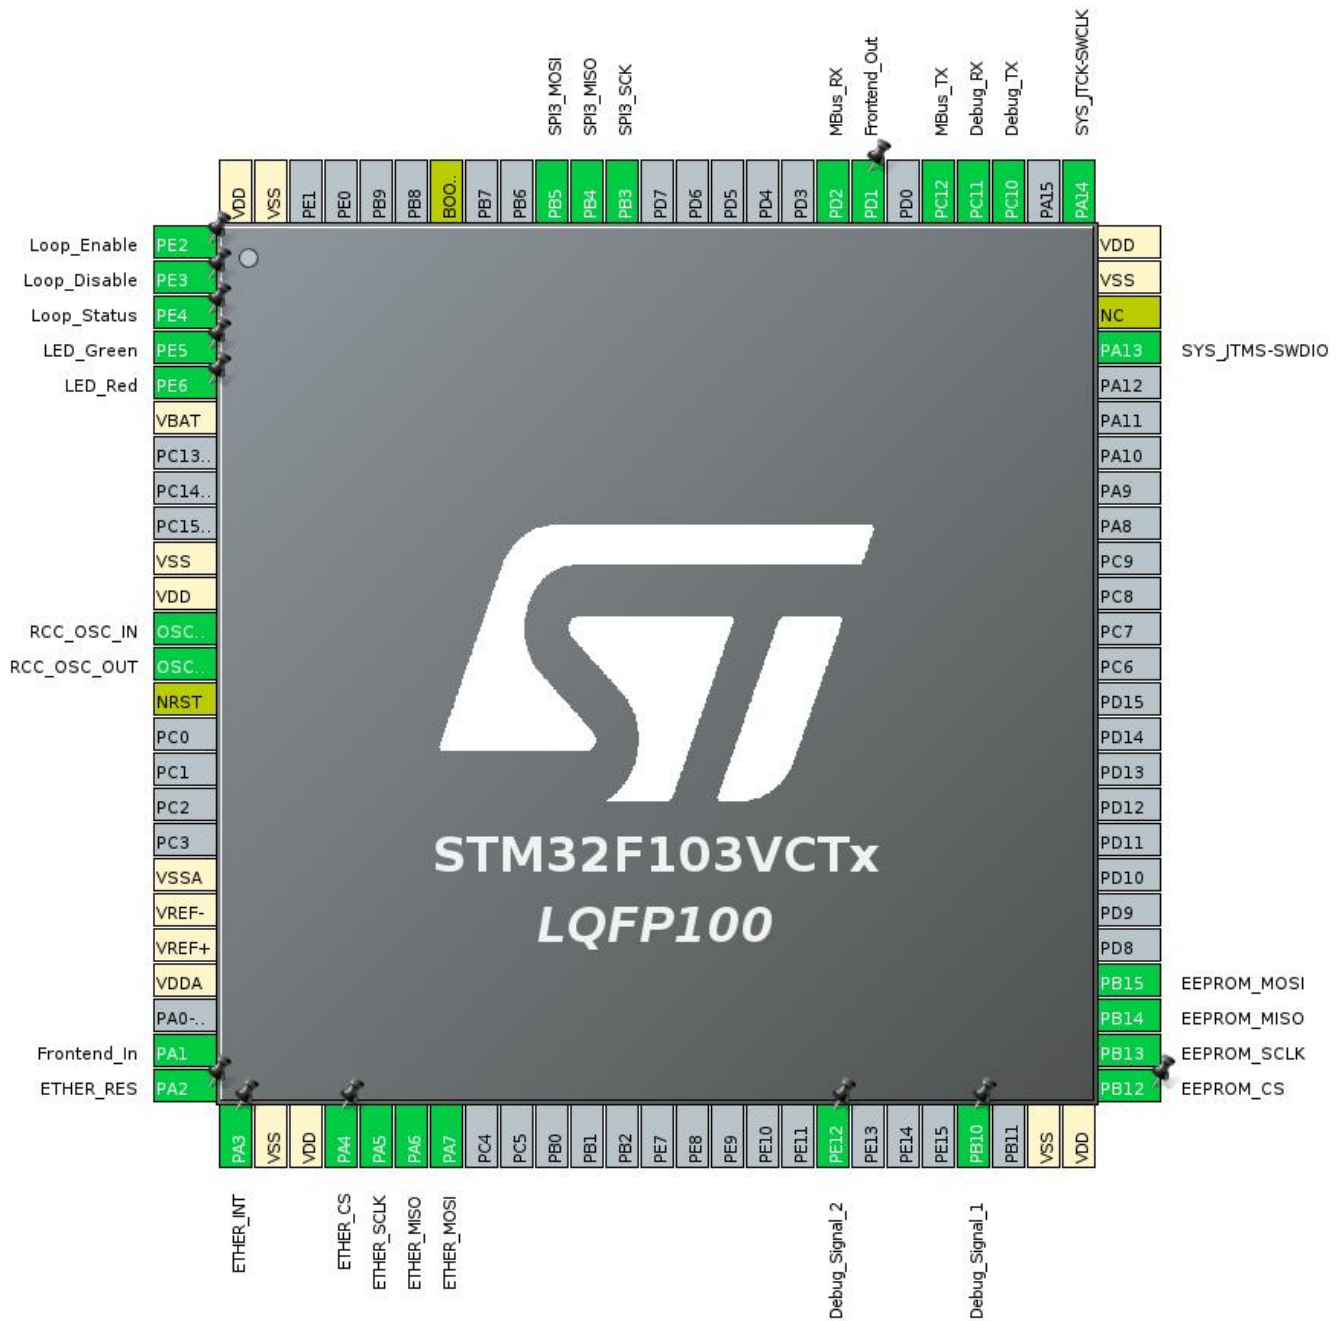 SPI3_MOSI
SPI3_MISO
SPI3_SCK
MBus_RX
Frontend_Out
MBus_TX
Debug_RX
Debug_TX
SYS_JTCK-SWCLK
VDD
VSS
PE1
PE0
PB9
PB8
BOO..
PB7
PB6
PB5
PB4
PB3
PD7
PD6
PD5
PD4
PD3
PD2
PD1
PD0
PC12
PC11
PC10
PA15
PA14
Loop_Enable PE2
Loop_Disable PE3
Loop_Status PE4
LED_Green PE5
LED_Red PE6
VBAT
PC13..
PC14..
PC15..
VSS
VDD
RCC_OSC_IN OSC..
RCC_OSC_OUT OSC..
NRST
PC0
PC1
PC2
PC3
VSSA
VREF-
VREF+
VDDA
PA0-..
Frontend_In PA1
ETHER_RES PA2
ST
STM32F103VCTx
LQFP100
VDD
VSS
NC
PA13 SYS_JTMS-SWDIO
PA12
PA11
PA10
PA9
PA8
PC9
PC8
PC7
PC6
PD15
PD14
PD13
PD12
PD11
PD10
PD9
PD8
PB15 EEPROM_MOSI
PB14 EEPROM_MISO
PB13 EEPROM_SCLK
PB12 EEPROM_CS
PA3
VSS
VDD
PA4
PA5
PA6
PA7
PC4
PC5
PB0
PB1
PB2
PE7
PE8
PE9
PE10
PE11
PE12
PE13
PE14
PE15
PB10
PB11
VSS
VDD
ETHER_INT
ETHER_CS
ETHER_SCLK
ETHER_MISO
ETHER_MOSI
Debug_Signal_2
Debug_Signal_1